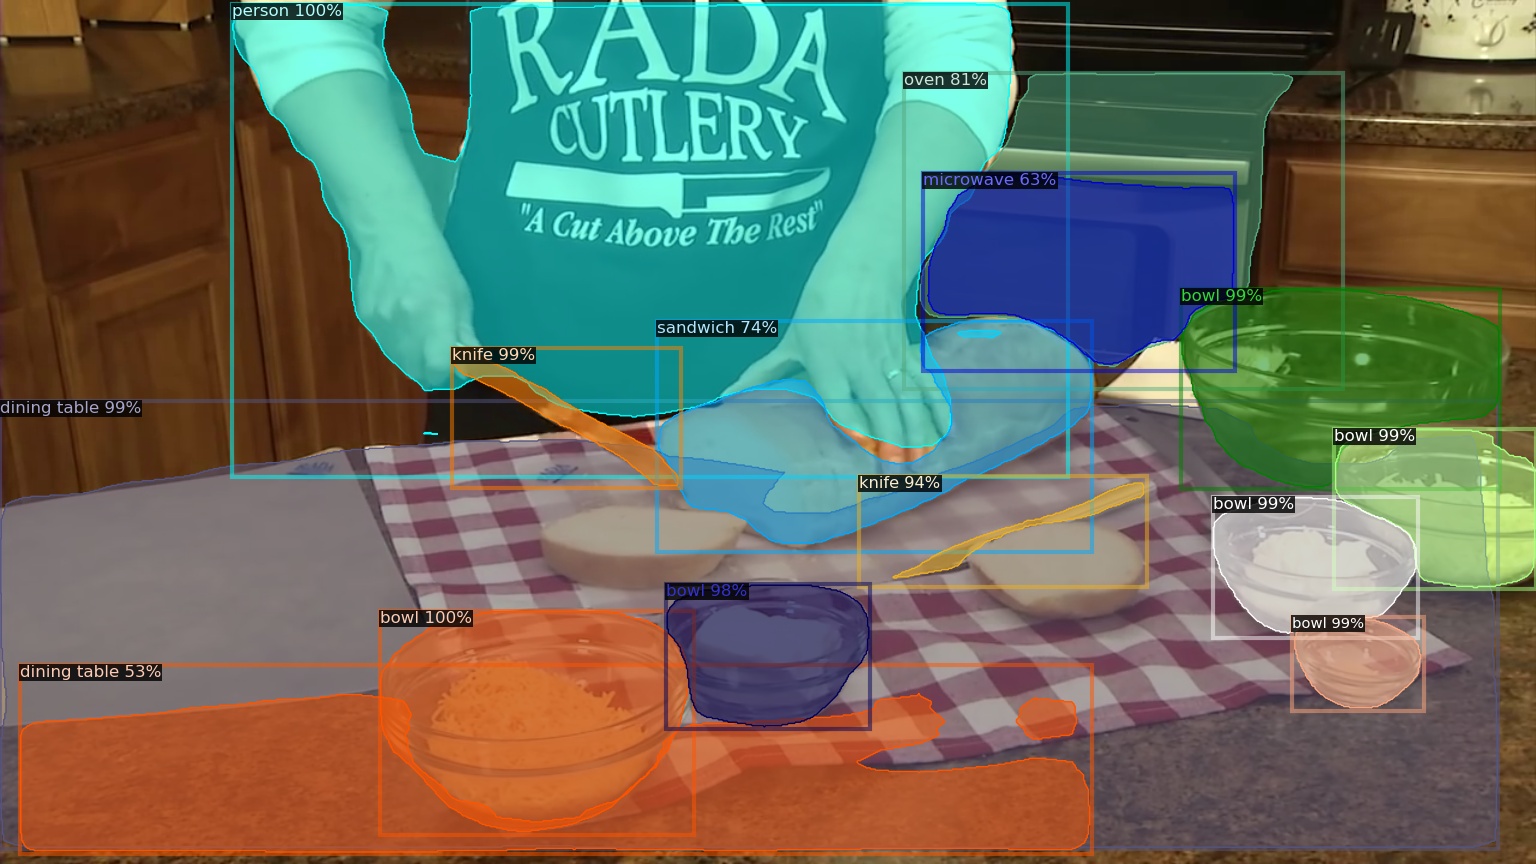 person 100%
RADA
CUTLERY
"A Cut Above The Rest"
oven 81%
microwave 63%
bowl 99%
sandwich 74%
knife 99%
dining table 99%
bowl 99%
knife 94%
bowl 99%
bowl 98%
bowl 100%
bowl 99%
dining table 53%